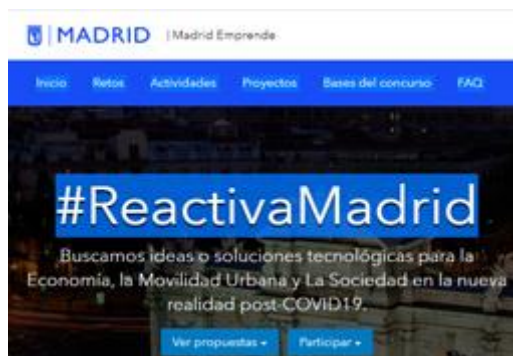 MADRID | Madrid Emprende
Inicio Retos Actividades Proyectos Bases del concurso FAQ
#ReactivaMadrid
Buscamos ideas o soluciones tecnológicas para la
Economía, la Movilidad Urbana y La Sociedad en la nueva
realidad post-COVID19.
Ver propuestas Participar